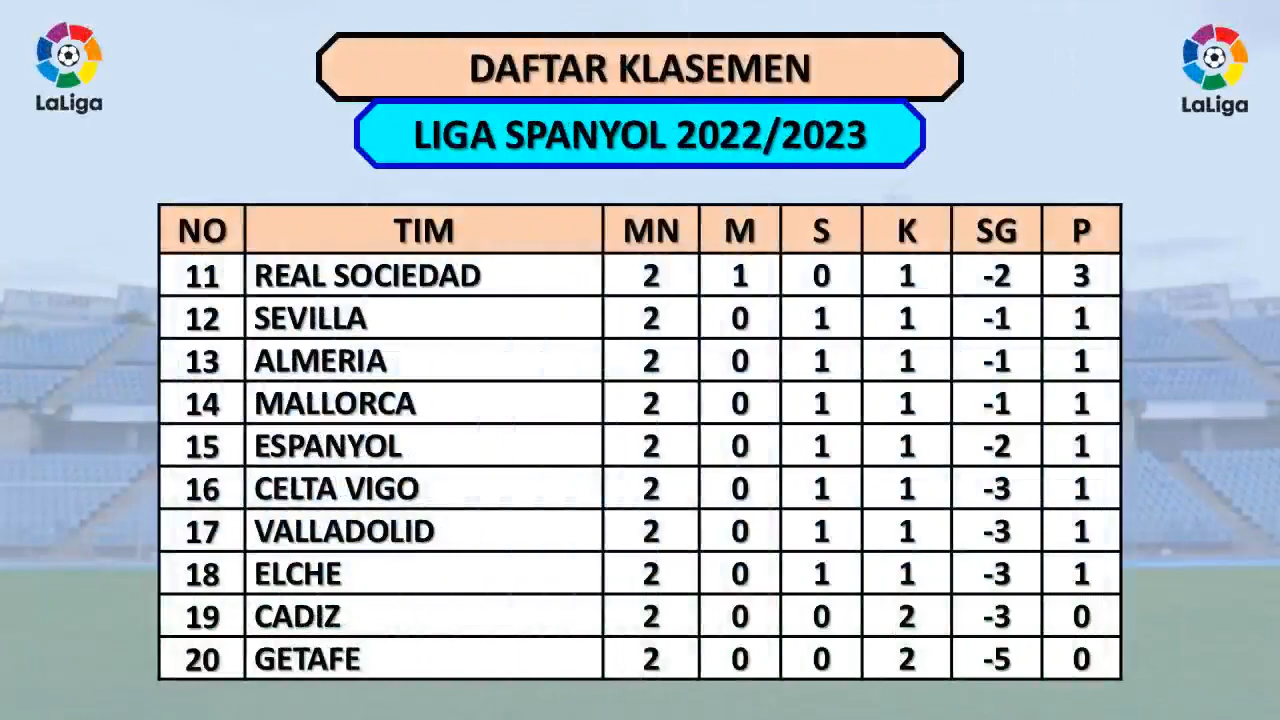 LaLiga
DAFTAR KLASEMEN
LaLiga
LIGA SPANYOL 2022/2023
NO TIM MN M S K SG P
11 REAL SOCIEDAD 2 1 0 1 -2 3
12 SEVILLA 2 0 1 1 -1 1
13 ALMERIA 2 0 1 1 -1 1
14 MALLORCA 2 0 1 1 -1 1
15 ESPANYOL 2 0 1 1 -2 1
16 CELTA VIGO 2 0 1 1 -3 1
17 VALLADOLID 2 0 1 1 -3 1
18 ELCHE 2 0 1 1 -3 1
19 CADIZ 2 0 0 2 -3 0
20 GETAFE 2 0 0 2 -5 0